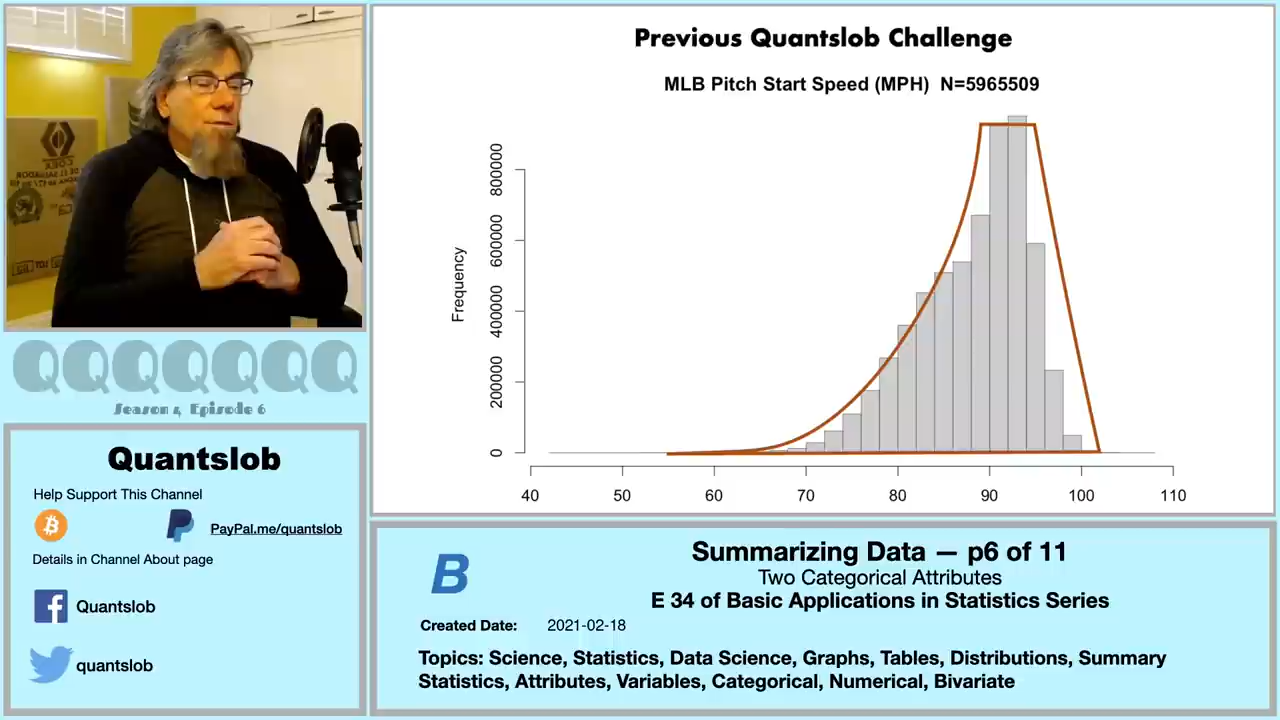 Previous Quantslob Challenge
MLB Pitch Start Speed (MPH) N=5965509
Frequency
800000
600000
400000
200000
0
40 50 60 70 80 90 100 110
QQQQQQQ
Season 4, Episode 6
Quantslob
Help Support This Channel
PayPal.me/quantslob
Details in Channel About page
Quantslob
quantslob
B
Summarizing Data — p6 of 11
Two Categorical Attributes
E 34 of Basic Applications in Statistics Series
Created Date: 2021-02-18
Topics: Science, Statistics, Data Science, Graphs, Tables, Distributions, Summary
Statistics, Attributes, Variables, Categorical, Numerical, Bivariate